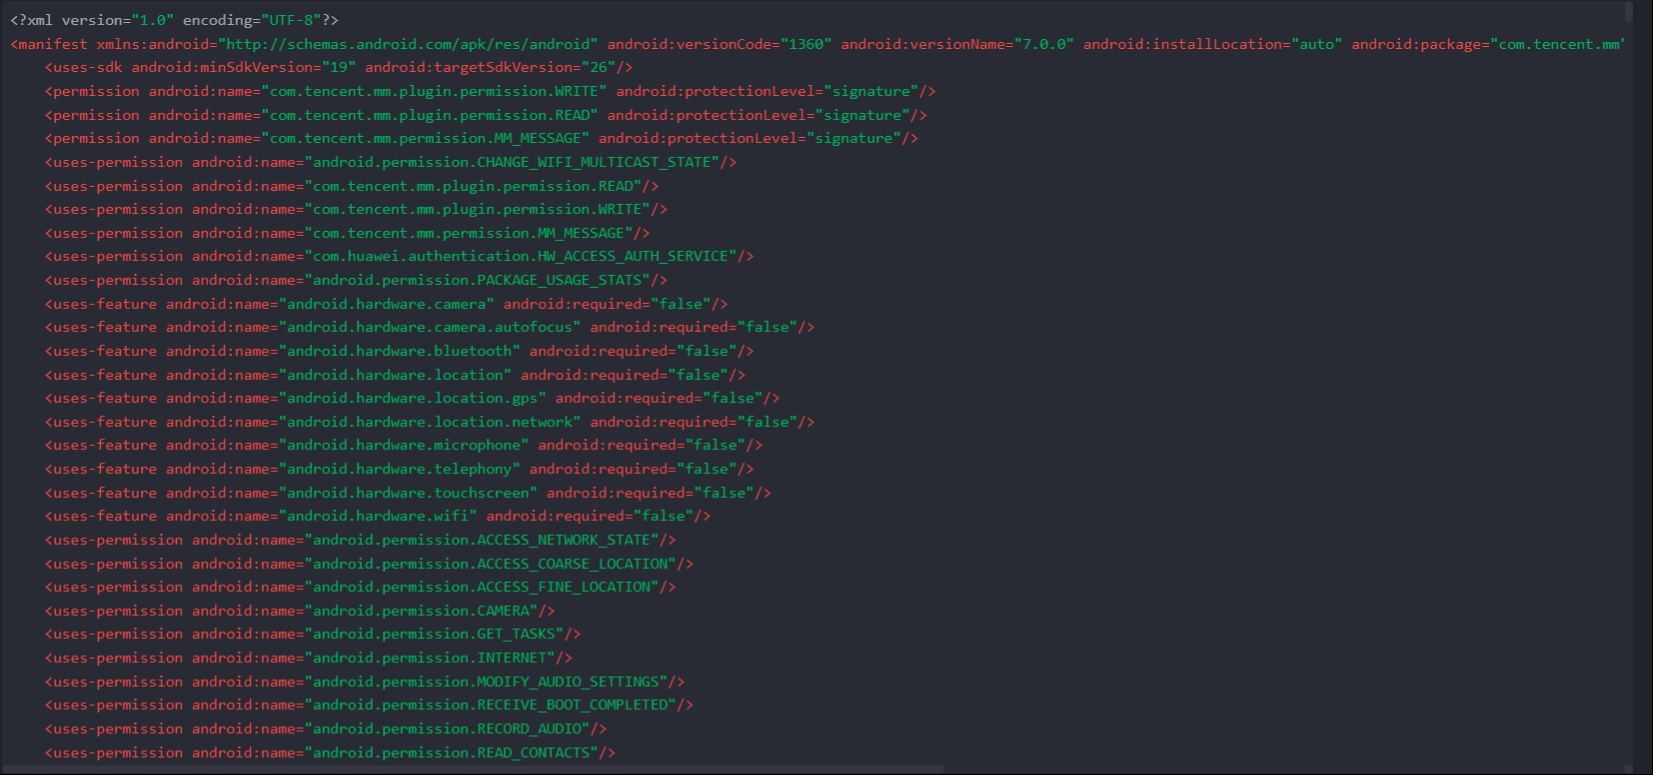 <?xml version="1.0" encoding="UTF-8"?>
<manifest xmlns:android="http://schemas.android.com/apk/res/android" android:versionCode="1360" android:versionName="7.0.0" android:installLocation="auto" android:package="com.tencent.mm"
<uses-sdk android:minSdkVersion="19" android:targetSdkVersion="26"/>
<permission android:name="com.tencent.mm.plugin.permission.WRITE" android:protectionLevel="signature"/>
<permission android:name="com.tencent.mm.plugin.permission.READ" android:protectionLevel="signature"/>
<permission android:name="com.tencent.mm.permission.MM_MESSAGE" android:protectionLevel="signature"/>
<uses-permission android:name="android.permission.CHANGE_WIFI_MULTICAST_STATE"/>
<uses-permission android:name="com.tencent.mm.plugin.permission.READ"/>
<uses-permission android:name="com.tencent.mm.plugin.permission.WRITE"/>
<uses-permission android:name="com.tencent.mm.permission.MM_MESSAGE"/>
<uses-permission android:name="com.huawei.authentication.HW_ACCESS_AUTH_SERVICE"/>
<uses-permission android:name="android.permission.PACKAGE_USAGE_STATS"/>
<uses-feature android:name="android.hardware.camera" android:required="false"/>
<uses-feature android:name="android.hardware.camera.autofocus" android:required="false"/>
<uses-feature android:name="android.hardware.bluetooth" android:required="false"/>
<uses-feature android:name="android.hardware.location" android:required="false"/>
<uses-feature android:name="android.hardware.location.gps" android:required="false"/>
<uses-feature android:name="android.hardware.location.network" android:required="false"/>
<uses-feature android:name="android.hardware.microphone" android:required="false"/>
<uses-feature android:name="android.hardware.telephony" android:required="false"/>
<uses-feature android:name="android.hardware.touchscreen" android:required="false"/>
<uses-feature android:name="android.hardware.wifi" android:required="false"/>
<uses-permission android:name="android.permission.ACCESS_NETWORK_STATE"/>
<uses-permission android:name="android.permission.ACCESS_COARSE_LOCATION"/>
<uses-permission android:name="android.permission.ACCESS_FINE_LOCATION"/>
<uses-permission android:name="android.permission.CAMERA"/>
<uses-permission android:name="android.permission.GET_TASKS"/>
<uses-permission android:name="android.permission.INTERNET"/>
<uses-permission android:name="android.permission.MODIFY_AUDIO_SETTINGS"/>
<uses-permission android:name="android.permission.RECEIVE_BOOT_COMPLETED"/>
<uses-permission android:name="android.permission.RECORD_AUDIO"/>
<uses-permission android:name="android.permission.READ_CONTACTS"/>